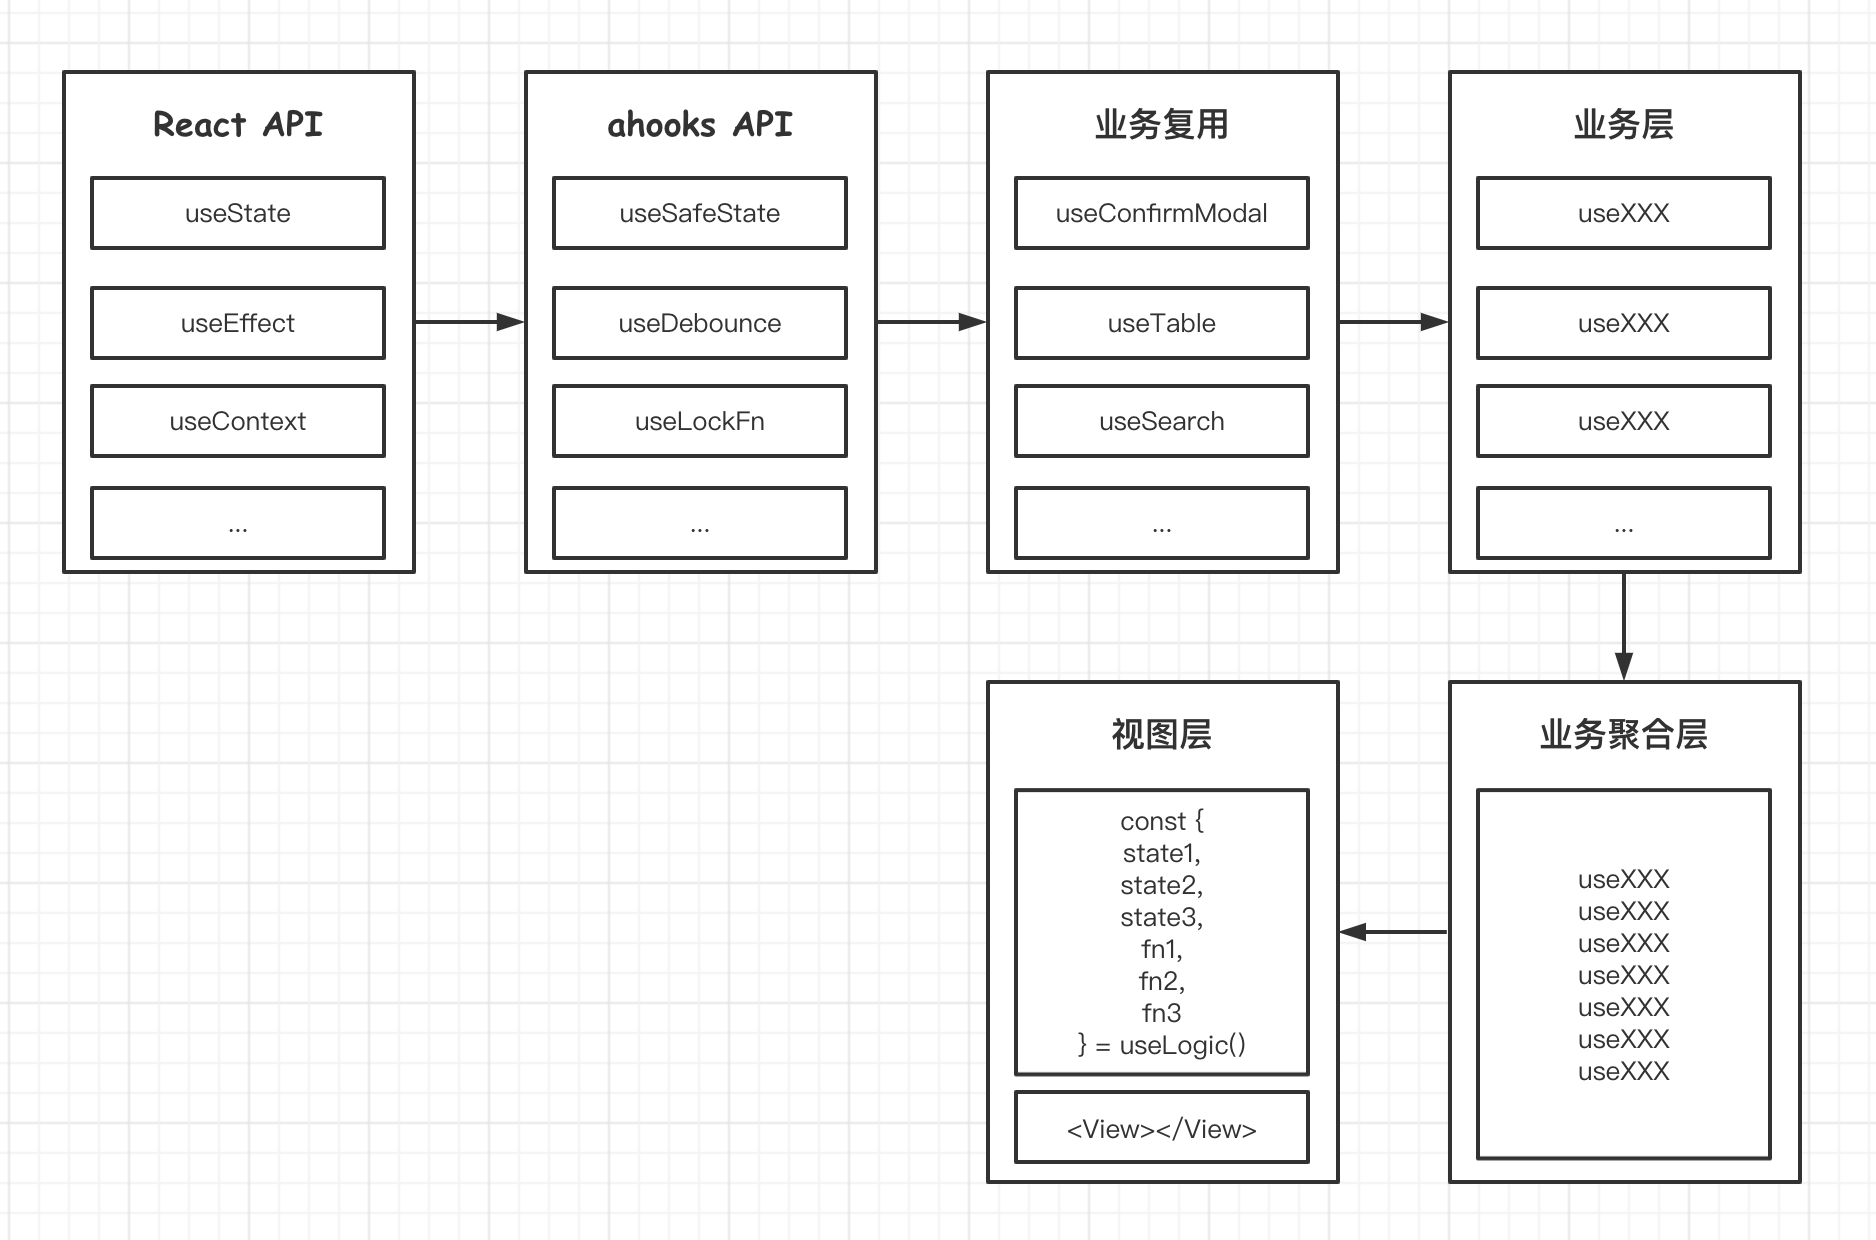 React API
useState
useEffect
useContext
...
ahooks API
useSafeState
useDebounce
useLockFn
...
业务复用
useConfirmModal
useTable
useSearch
...
业务层
useXXX
useXXX
useXXX
...
业务聚合层
useXXX
useXXX
useXXX
useXXX
useXXX
useXXX
useXXX
视图层
const {
state1,
state2,
state3,
fn1,
fn2,
fn3
} = useLogic()
<View></View>